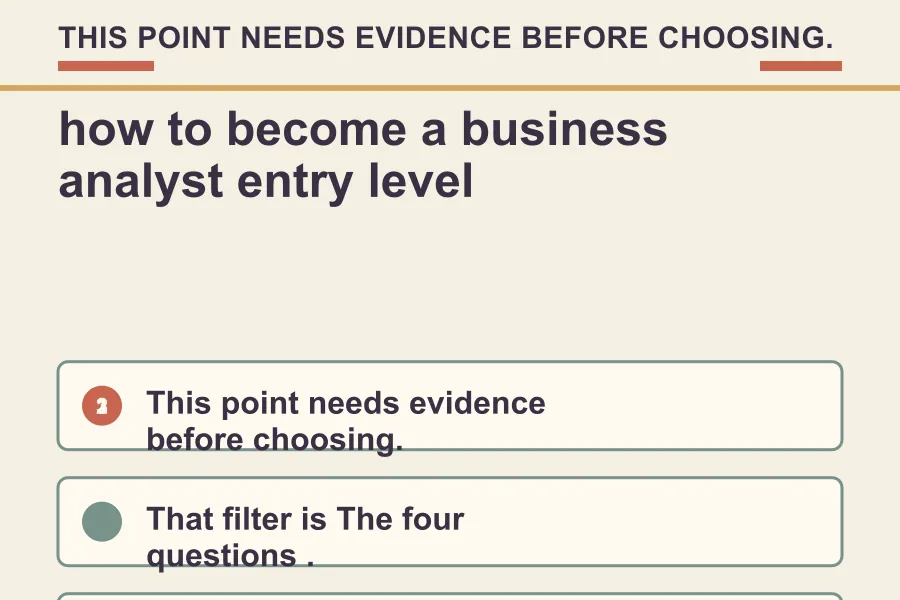 THIS POINT NEEDS EVIDENCE BEFORE CHOOSING.
how to become a business
analyst entry level
This point needs evidence
before choosing.
That filter is The four
questions .